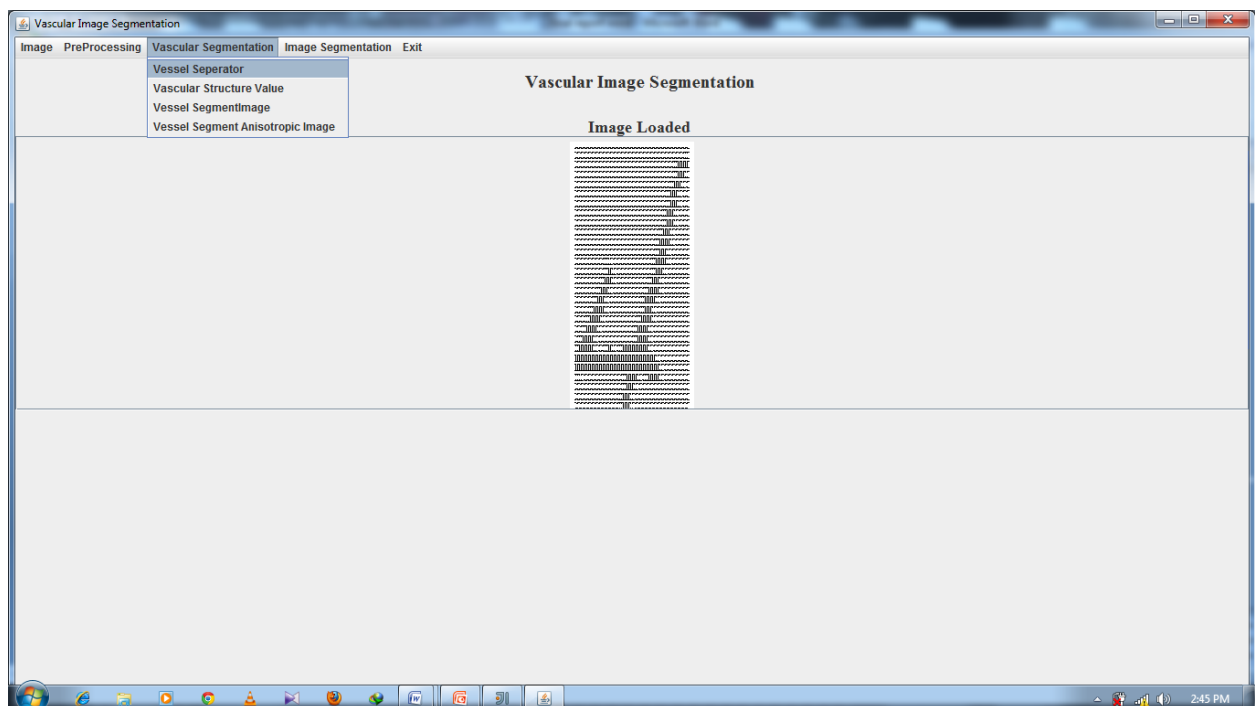 Vascular Image Segmentation
Image PreProcessing Vascular Segmentation Image Segmentation Exit
Vessel Seperator
Vascular Structure Value
Vessel SegmentImage
Vessel Segment Anisotropic Image
Vascular Image Segmentation
Image Loaded
2:45 PM